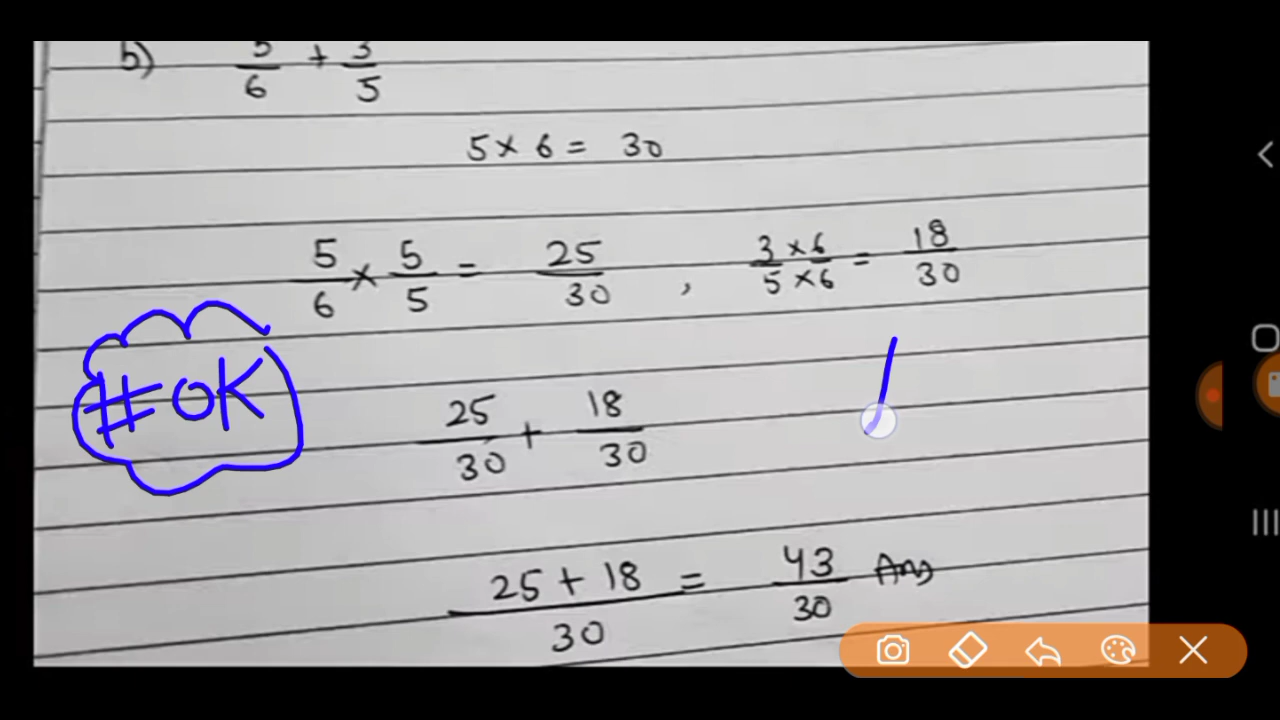 b) 5/6 + 3/5
5 × 6 = 30
5/6 × 5/5 = 25/30 , 3×6/5×6 = 18/30
#OK
25/30 + 18/30
25 + 18/30 = 43/30 Ans